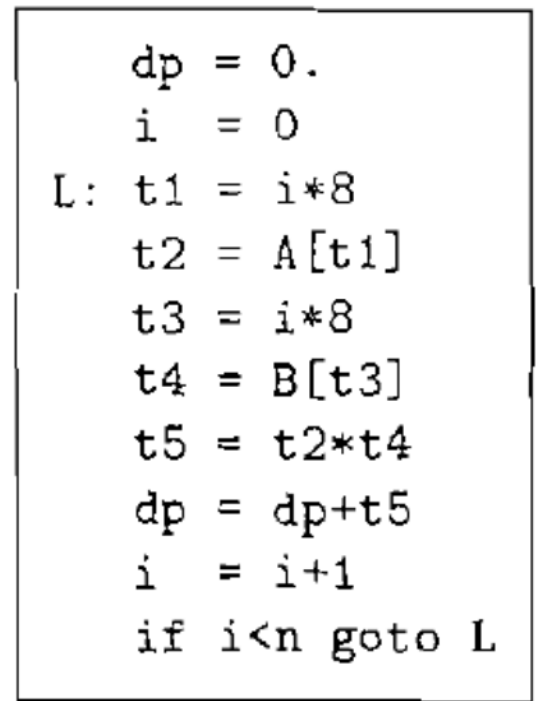 dp = 0.
i = 0
L: t1 = i*8
t2 = A[t1]
t3 = i*8
t4 = B[t3]
t5 = t2*t4
dp = dp+t5
i = i+1
if i<n goto L